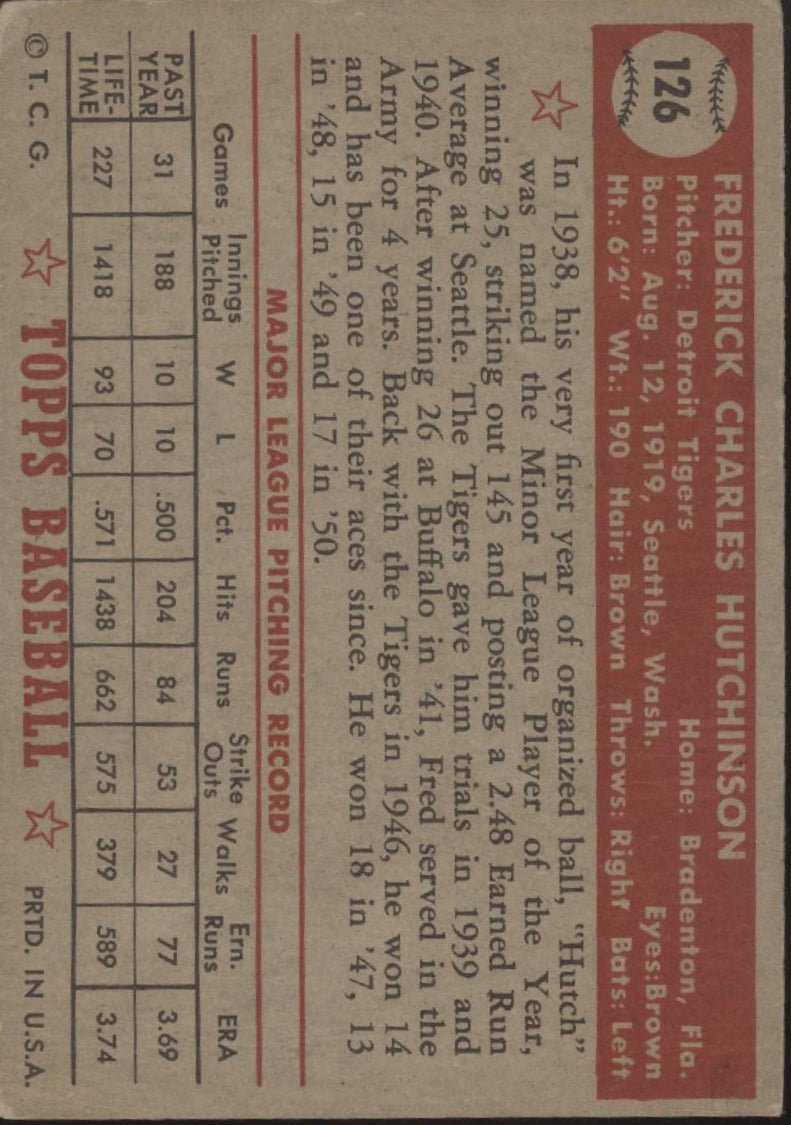 126
FREDERICK CHARLES HUTCHINSON
Pitcher: Detroit Tigers Home: Bradenton, Fla.
Born: Aug. 12, 1919, Seattle, Wash. Eyes: Brown
Ht.: 6'2" Wt.: 190 Hair: Brown Throws: Right Bats: Left
In 1938, his very first year of organized ball, "Hutch"
was named the Minor League Player of the Year,
winning 25, striking out 145 and posting a 2.48 Earned Run
Average at Seattle. The Tigers gave him trials in 1939 and
1940. After winning 26 at Buffalo in '41, Fred served in the
Army for 4 years. Back with the Tigers in 1946, he won 14
and has been one of their aces since. He won 18 in '47, 13
in '48, 15 in '49 and 17 in '50.
MAJOR LEAGUE PITCHING RECORD
Games Innings Pitched W L Pct. Hits Runs Strike Outs Walks Ern. Runs ERA
PAST YEAR 31 188 10 10 .500 204 84 53 27 77 3.69
LIFE-TIME 227 1418 93 70 .571 1438 662 575 379 589 3.74
© T. C. G. TOPPS BASEBALL PRTD. IN U.S.A.